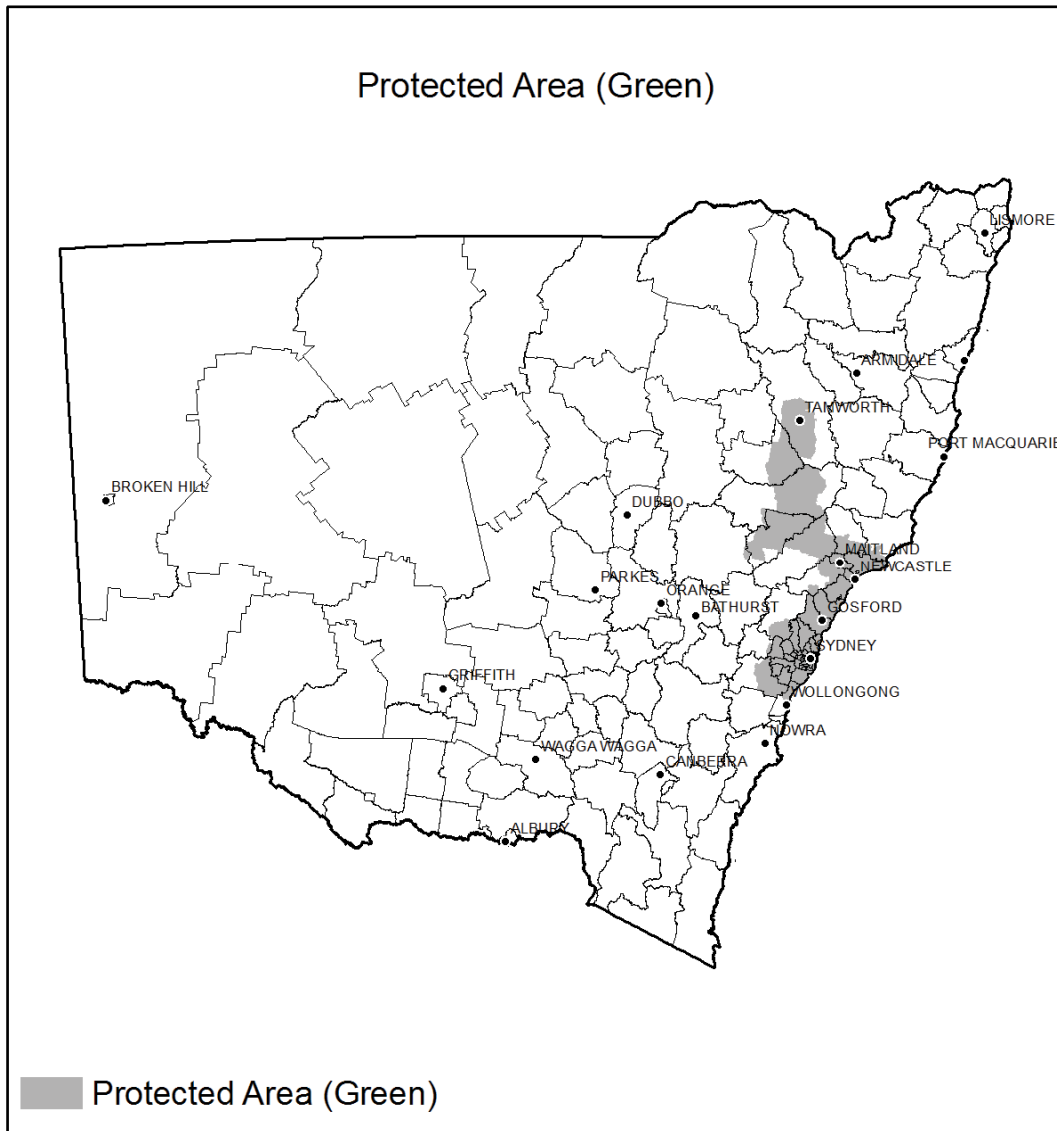 Protected Area (Green)
LISMORE
ARMIDALE
TAMWORTH
PORT MACQUARIE
BROKEN HILL
DUBBO
MAITLAND
NEWCASTLE
PARKES
ORANGE
BATHURST
GOSFORD
SYDNEY
GRIFFITH
WOLLONGONG
NOWRA
WAGGA WAGGA
CANBERRA
ALBURY
Protected Area (Green)